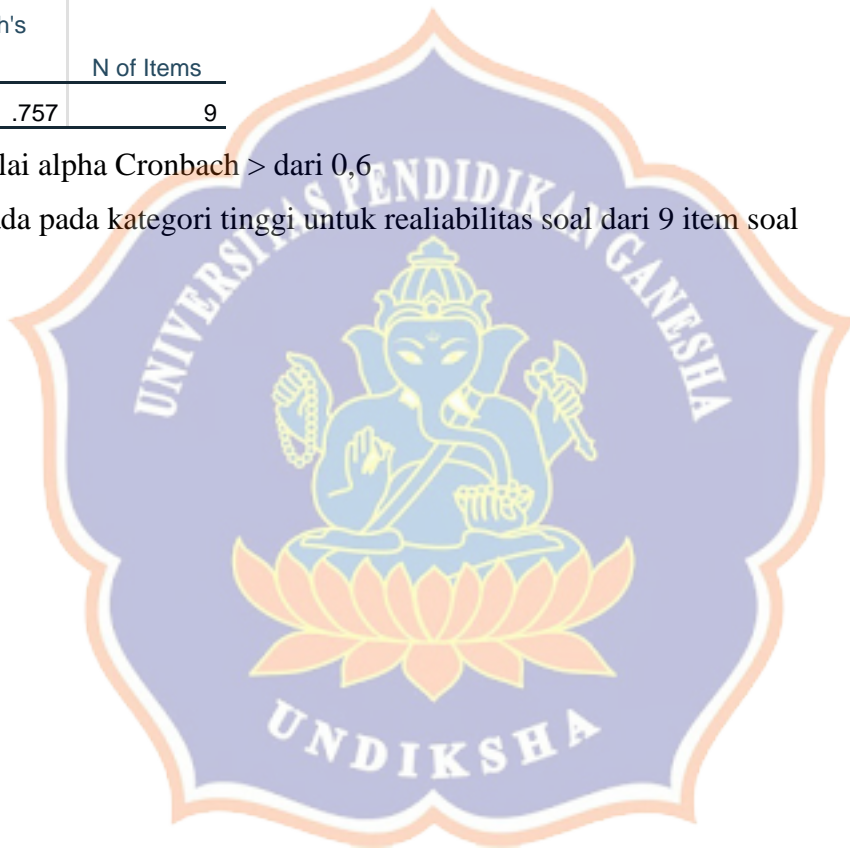 h's
N of Items
.757 9
lai alpha Cronbach > dari 0,6
ada pada kategori tinggi untuk realiabilitas soal dari 9 item soal
UNIVERSITAS PENDIDIKAN GANESHA
UNDIKSHA